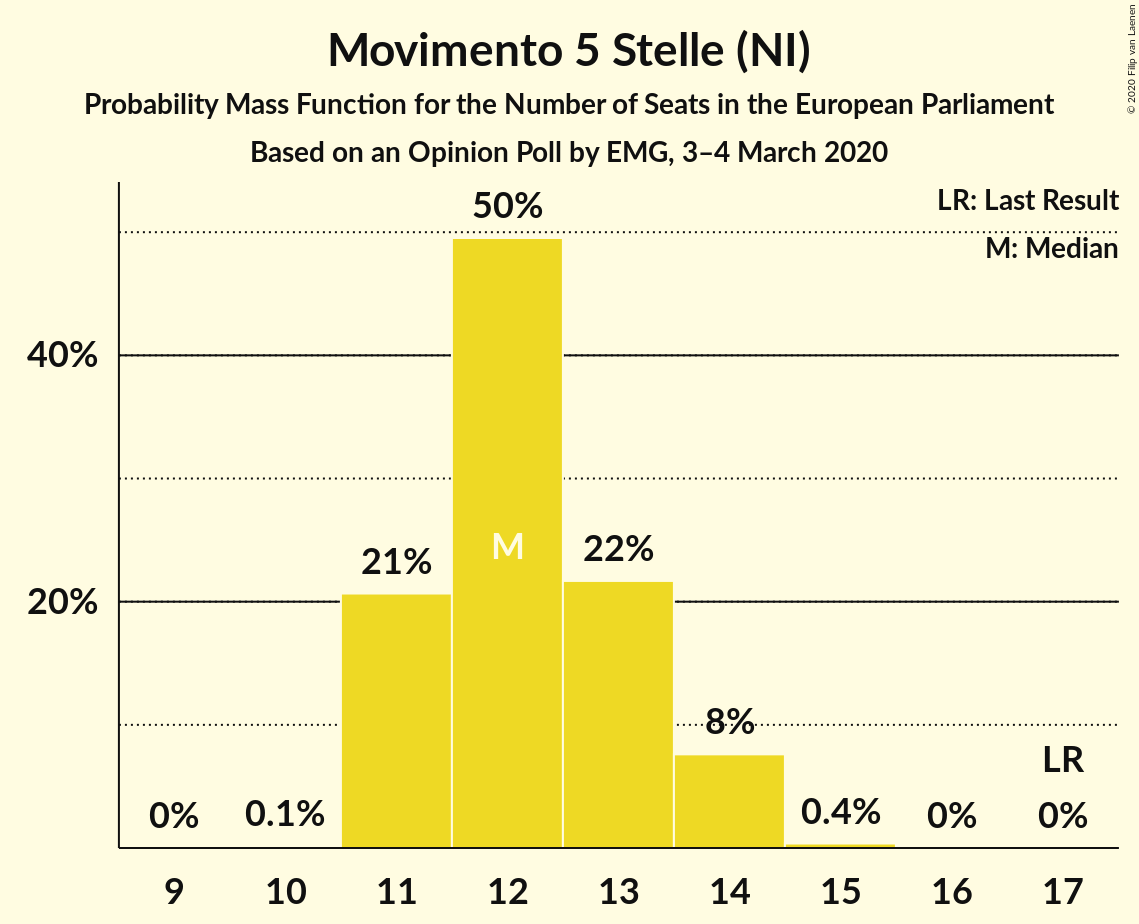 Movimento 5 Stelle (NI)
Probability Mass Function for the Number of Seats in the European Parliament
Based on an Opinion Poll by EMG, 3–4 March 2020
© 2020 Filip van Laenen
LR: Last Result
M: Median
50%
40%
M
22%
21%
20%
8%
LR
0%
0.1%
0.4%
0%
0%
9
10
11
12
13
14
15
16
17